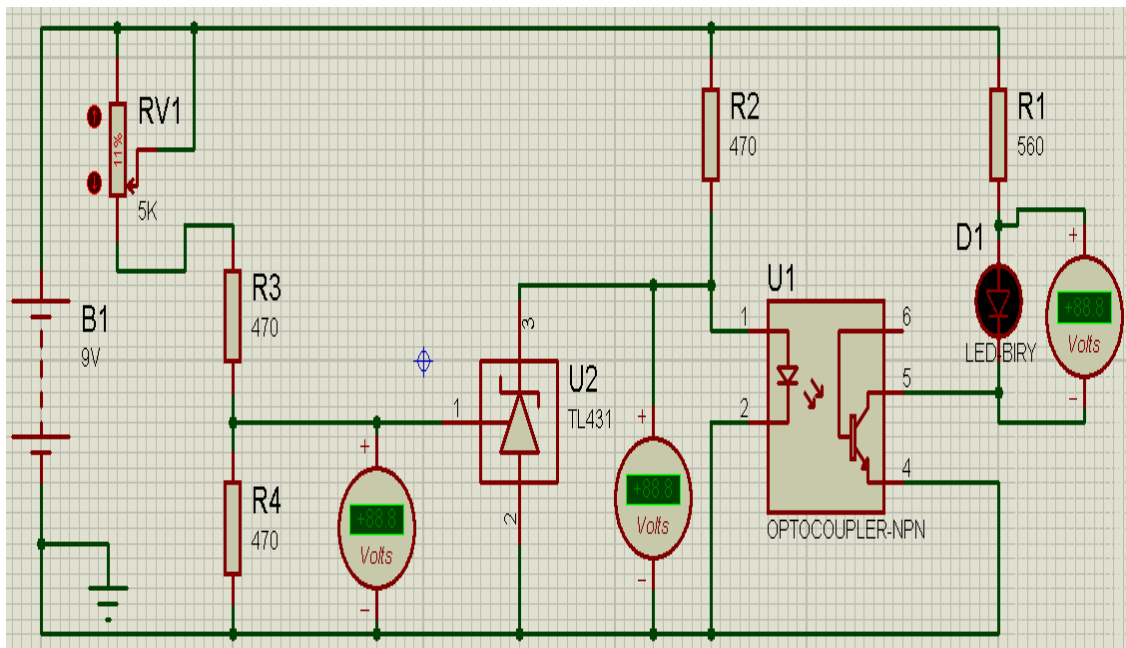 RV1
11%
5K
B1
9V
R3
470
R4
470
+88.8
Volts
1
3
2
U2
TL431
+88.8
Volts
R2
470
U1
1
2
6
5
4
OPTOCOUPLER-NPN
R1
560
D1
LED-BIRY
+88.8
Volts